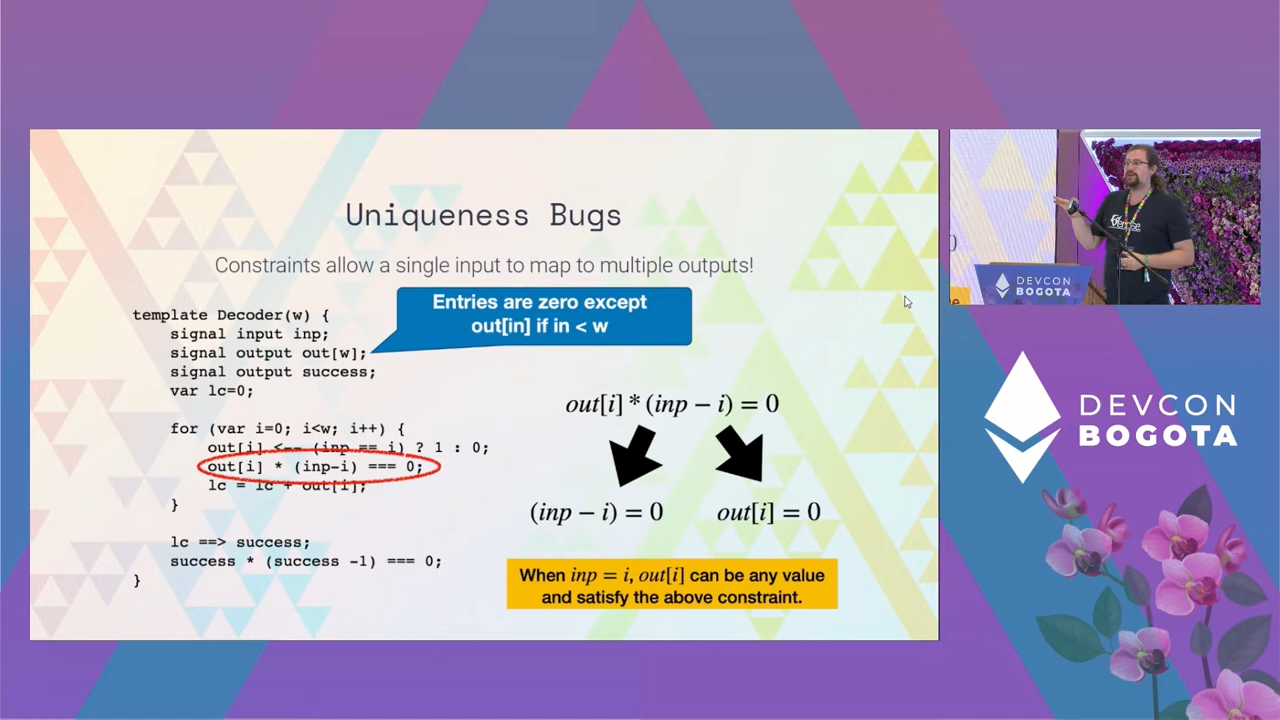 Uniqueness Bugs
Constraints allow a single input to map to multiple outputs!
Entries are zero except
out[in] if in < w
template Decoder(w) {
signal input inp;
signal output out[w];
signal output success;
var lc=0;
for (var i=0; i<w; i++) {
out[i] <-- (inp == i) ? 1 : 0;
out[i] * (inp-i) === 0;
lc = lc + out[i];
}
lc ==> success;
success * (success -1) === 0;
}
out[i] * (inp − i) = 0
(inp − i) = 0
out[i] = 0
When inp = i, out[i] can be any value
and satisfy the above constraint.
DEVCON
BOGOTA
DEVCON
BOGOTA